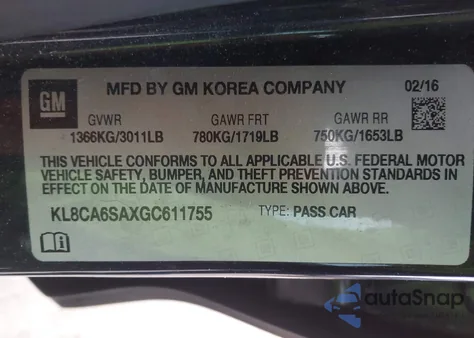 MFD BY GM KOREA COMPANY 02/16
GM
GVWR GAWR FRT GAWR RR
1366KG/3011LB 780KG/1719LB 750KG/1653LB
THIS VEHICLE CONFORMS TO ALL APPLICABLE U.S. FEDERAL MOTOR
VEHICLE SAFETY, BUMPER, AND THEFT PREVENTION STANDARDS IN
EFFECT ON THE DATE OF MANUFACTURE SHOWN ABOVE.
KL8CA6SAXGC611755 TYPE: PASS CAR
autoSnap